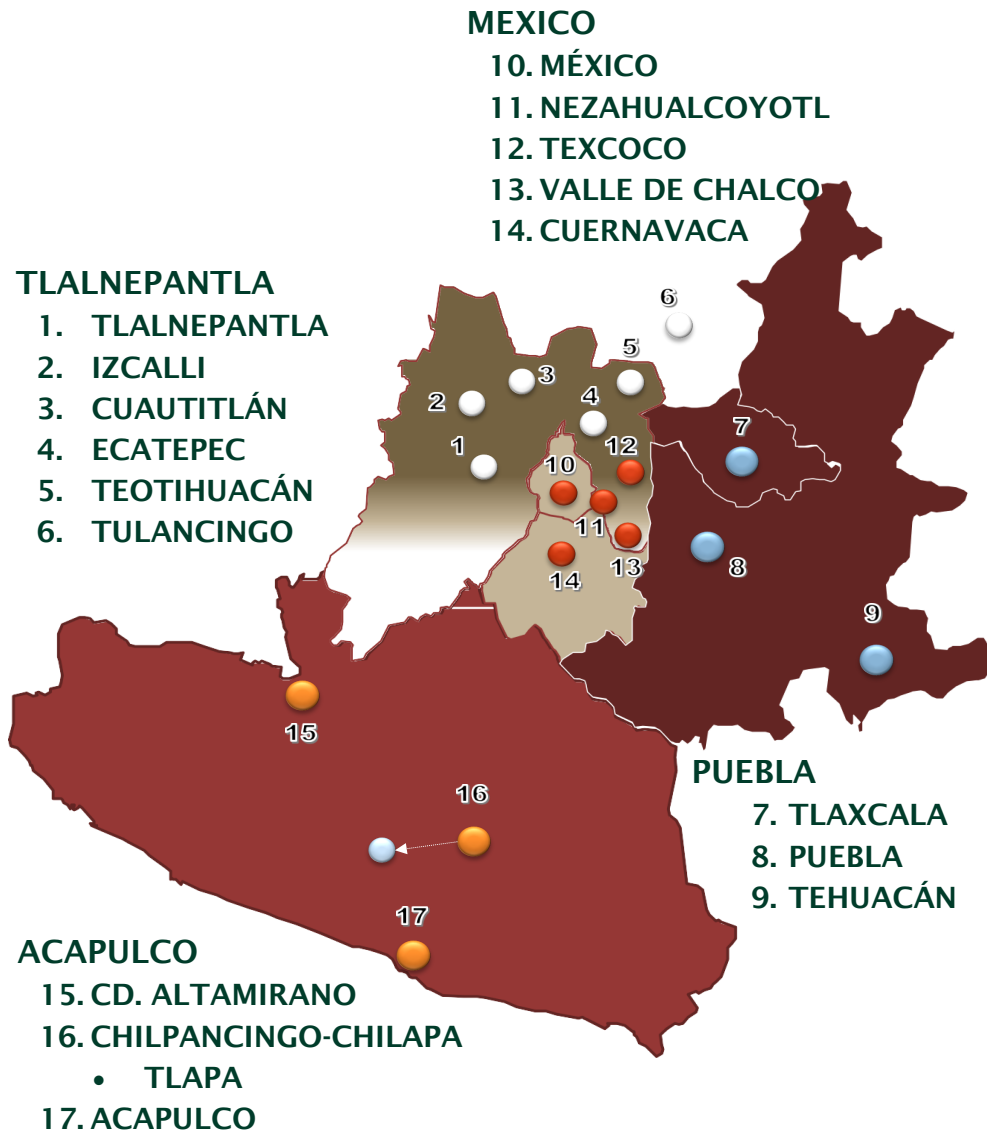 MEXICO
10. MÉXICO
11. NEZAHUALCOYOTL
12. TEXCOCO
13. VALLE DE CHALCO
14. CUERNAVACA
TLALNEPANTLA
1. TLALNEPANTLA
2. IZCALLI
3. CUAUTITLÁN
4. ECATEPEC
5. TEOTIHUACÁN
6. TULANCINGO
6
5
3
2
4
1
12
10
7
11
13
8
14
9
15
16
17
PUEBLA
7. TLAXCALA
8. PUEBLA
9. TEHUACÁN
ACAPULCO
15. CD. ALTAMIRANO
16. CHILPANCINGO-CHILAPA
• TLAPA
17. ACAPULCO